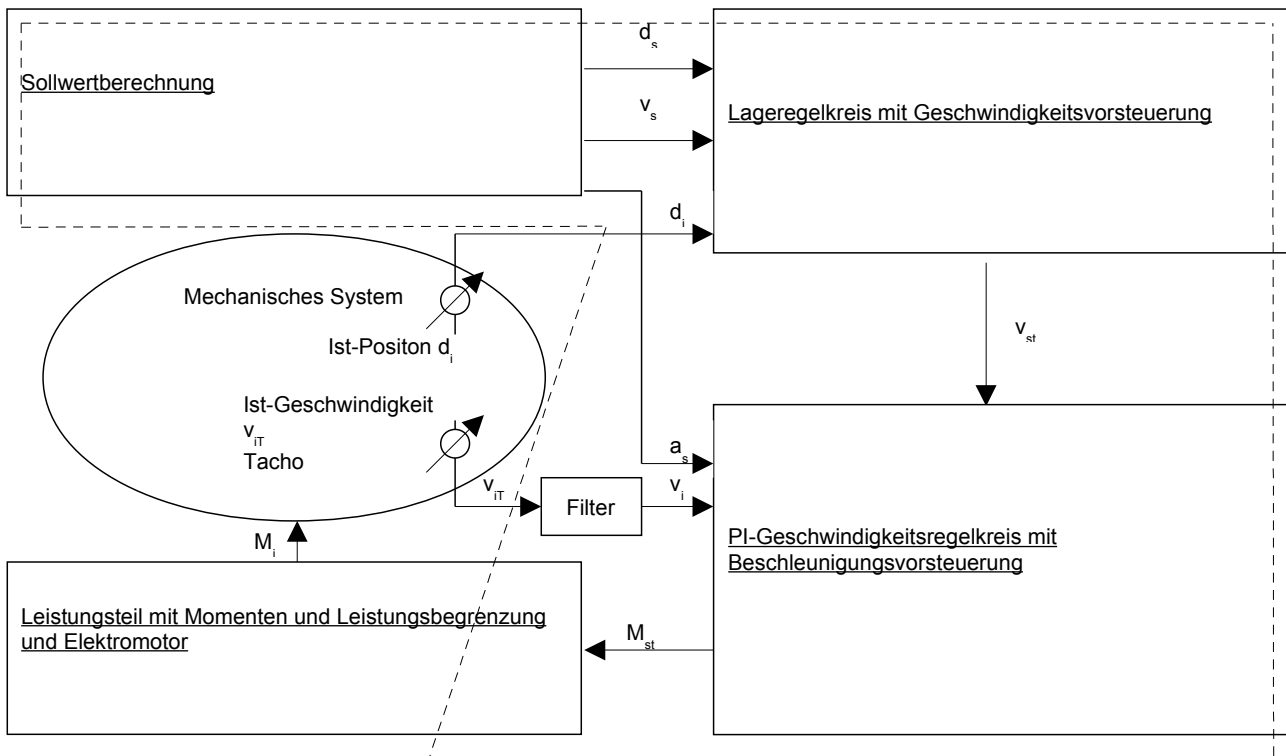 d_s
Sollwertberechnung
v_s
Lageregelkreis mit Geschwindigkeitsvorsteuerung
d_i
Mechanisches System
Ist-Positon d_i
v_st
Ist-Geschwindigkeit
v_iT
Tacho
a_s
v_iT
Filter
v_i
PI-Geschwindigkeitsregelkreis mit
Beschleunigungsvorsteuerung
M_i
Leistungsteil mit Momenten und Leistungsbegrenzung
und Elektromotor
M_st